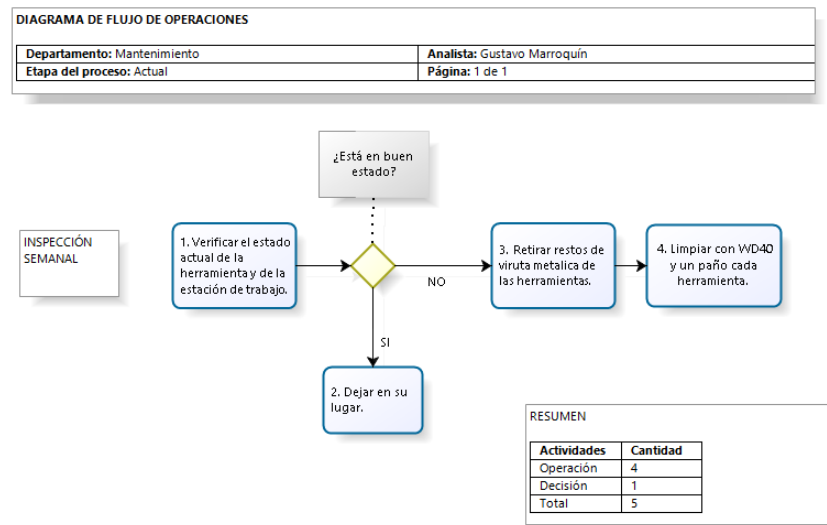 DIAGRAMA DE FLUJO DE OPERACIONES
Departamento: Mantenimiento
Analista: Gustavo Marroquín
Etapa del proceso: Actual
Página: 1 de 1
¿Está en buen
estado?
INSPECCIÓN
SEMANAL
1. Verificar el estado
actual de la
herramienta y de la
estación de trabajo.
NO
3. Retirar restos de
viruta metalica de
las herramientas.
4. Limpiar con WD40
y un paño cada
herramienta.
SI
2. Dejar en su
lugar.
RESUMEN
Actividades Cantidad
Operación 4
Decisión 1
Total 5